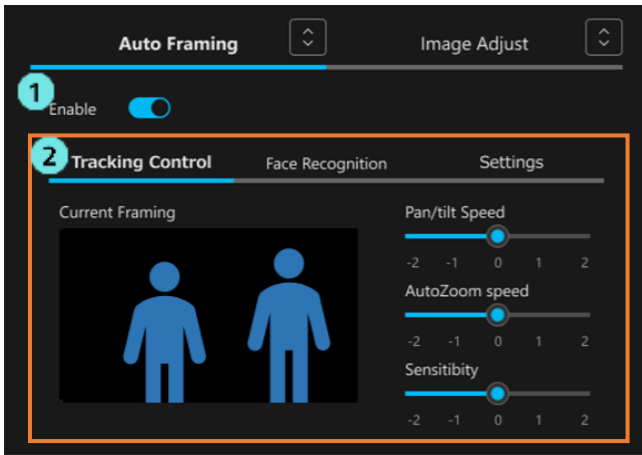 Auto Framing
Image Adjust
1
Enable
2
Tracking Control
Face Recognition
Settings
Current Framing
Pan/tilt Speed
-2 -1 0 1 2
AutoZoom speed
-2 -1 0 1 2
Sensitibity
-2 -1 0 1 2